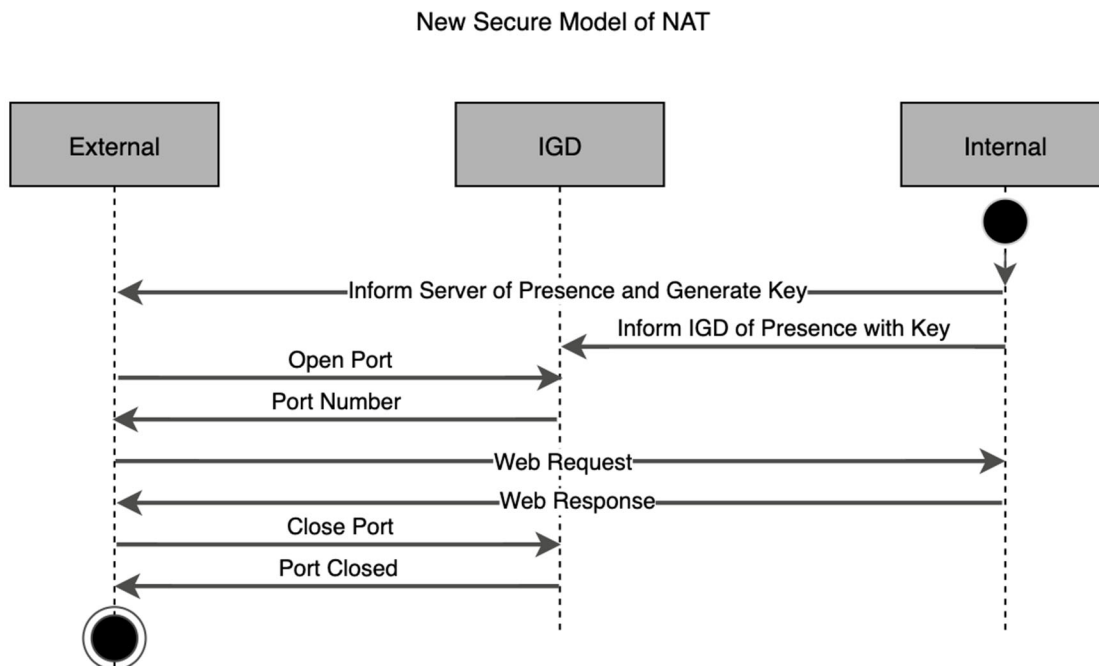 New Secure Model of NAT
External
IGD
Internal
Inform Server of Presence and Generate Key
Inform IGD of Presence with Key
Open Port
Port Number
Web Request
Web Response
Close Port
Port Closed